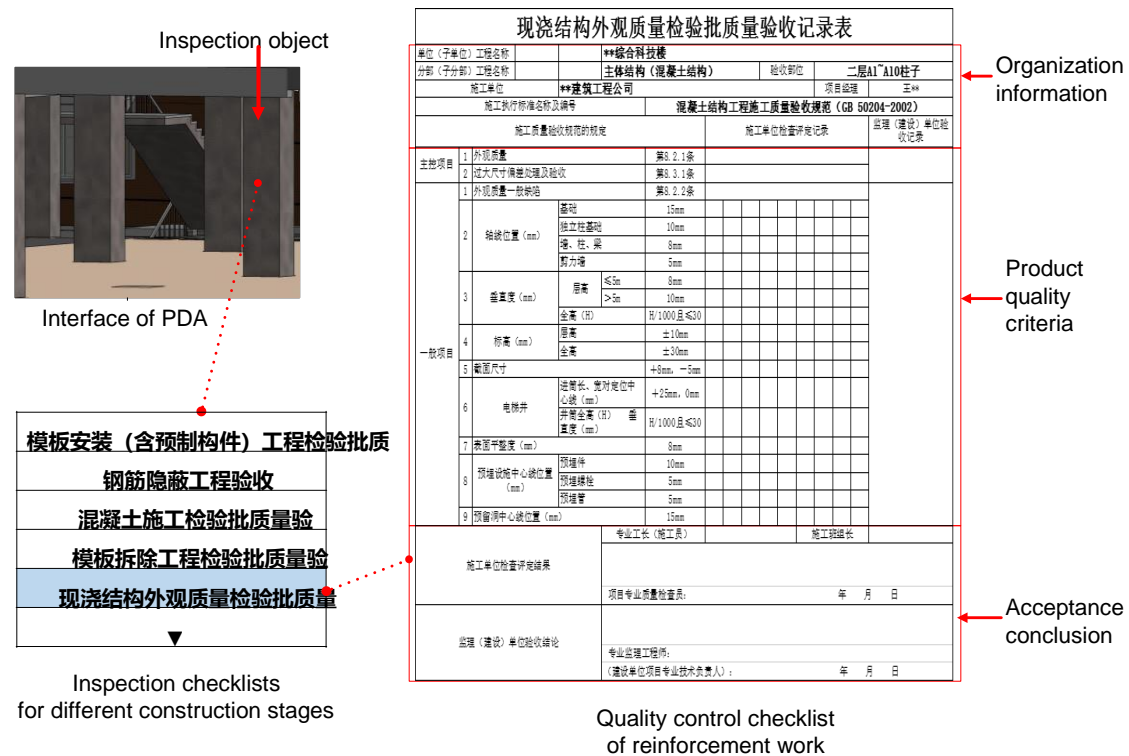 Inspection object
Interface of PDA
模板安装（含预制构件）工程检验批质
钢筋隐蔽工程验收
混凝土施工检验批质量验
模板拆除工程检验批质量验
现浇结构外观质量检验批质量
▼
Inspection checklists
for different construction stages
现浇结构外观质量检验批质量验收记录表
单位（子单位）工程名称 **综合科技楼
分部（子分部）工程名称 主体结构（混凝土结构） 验收部位 二层A1~A10柱子
施工单位 **建筑工程公司 项目经理 王**
施工执行标准名称及编号 混凝土结构工程施工质量验收规范（GB 50204-2002）
施工质量验收规范的规定 施工单位检查评定记录 监理（建设）单位验
收记录
主控项目 1 外观质量 第8.2.1条
2 过大尺寸偏差处理及验收 第8.3.1条
一般项目 1 外观质量一般缺陷 第8.2.2条
2 轴线位置（mm） 基础 15mm
独立柱基础 10mm
墙、柱、梁 8mm
剪力墙 5mm
3 垂直度（mm） 层高 ≤5m 8mm
>5m 10mm
全高（H） H/1000且≤30
4 标高（mm） 层高 ±10mm
全高 ±30mm
5 截面尺寸 +8mm，-5mm
6 电梯井 进筒长、宽对定位中
心线（mm） +25mm，0mm
井筒全高（H） 垂
直度（mm） H/1000且≤30
7 表面平整度（mm） 8mm
8 预埋设施中心线位置
（mm） 预埋件 10mm
预埋螺栓 5mm
预埋管 5mm
9 预留洞中心线位置（mm） 15mm
施工单位检查评定结果 专业工长（施工员） 施工班组长
项目专业质量检查员： 年 月 日
监理（建设）单位验收结论
专业监理工程师：
（建设单位项目专业技术负责人）： 年 月 日
Organization
information
Product
quality
criteria
Acceptance
conclusion
Quality control checklist
of reinforcement work